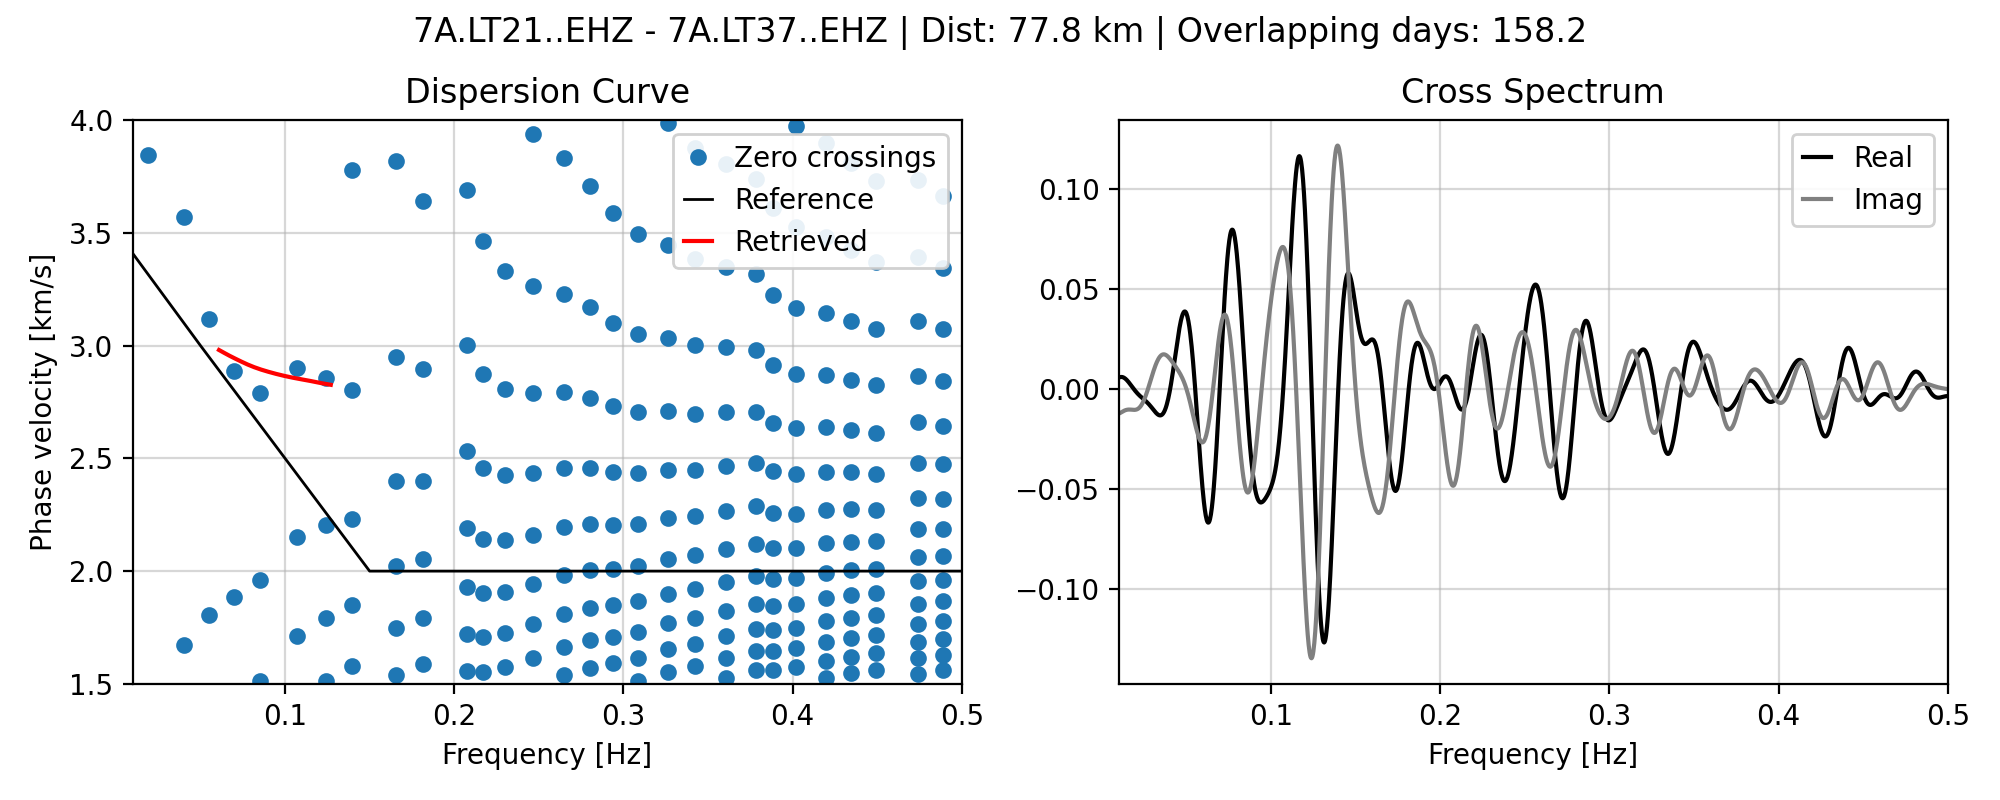 7A.LT21..EHZ - 7A.LT37..EHZ | Dist: 77.8 km | Overlapping days: 158.2
Dispersion Curve
4.0
3.5
3.0
2.5
2.0
1.5
Phase velocity [km/s]
Zero crossings
Reference
Retrieved
0.1 0.2 0.3 0.4 0.5
Frequency [Hz]
Cross Spectrum
0.10
0.05
0.00
−0.05
−0.10
Real
Imag
0.1 0.2 0.3 0.4 0.5
Frequency [Hz]